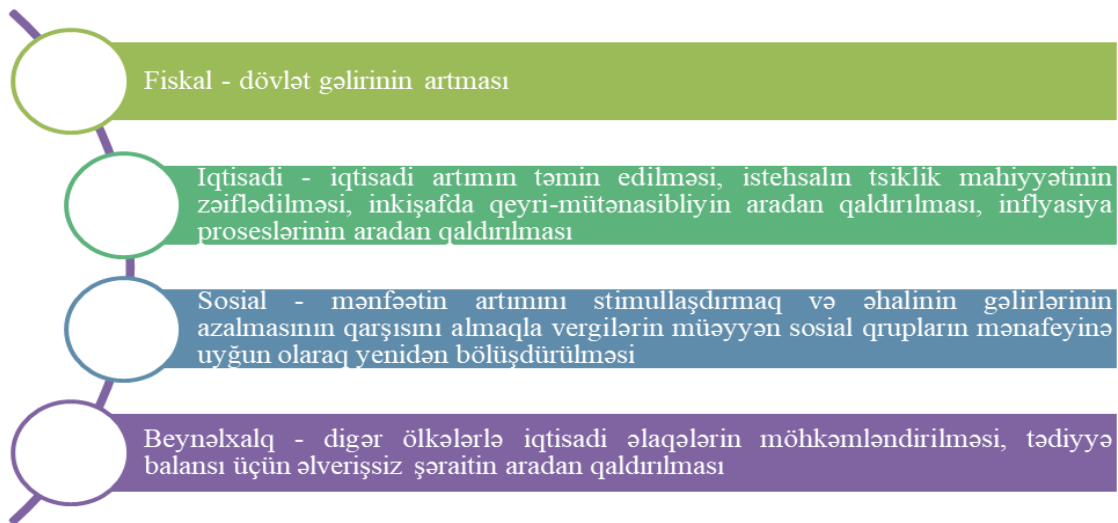 Fiskal - dövlət gəlirinin artması
Iqtisadi - iqtisadi artımın təmin edilməsi, istehsalın tsiklik mahiyyətinin
zəiflədilməsi, inkişafda qeyri-mütənasibliyin aradan qaldırılması, inflyasiya
proseslərinin aradan qaldırılması
Sosial - mənfəətin artımını stimullaşdırmaq və əhalinin gəlirlərinin
azalmasının qarşısını almaqla vergilərin müəyyən sosial qrupların mənafeyinə
uyğun olaraq yenidən bölüşdürülməsi
Beynəlxalq - digər ölkələrlə iqtisadi əlaqələrin möhkəmləndirilməsi, tədiyyə
balansı üçün əlverişsiz şəraitin aradan qaldırılması